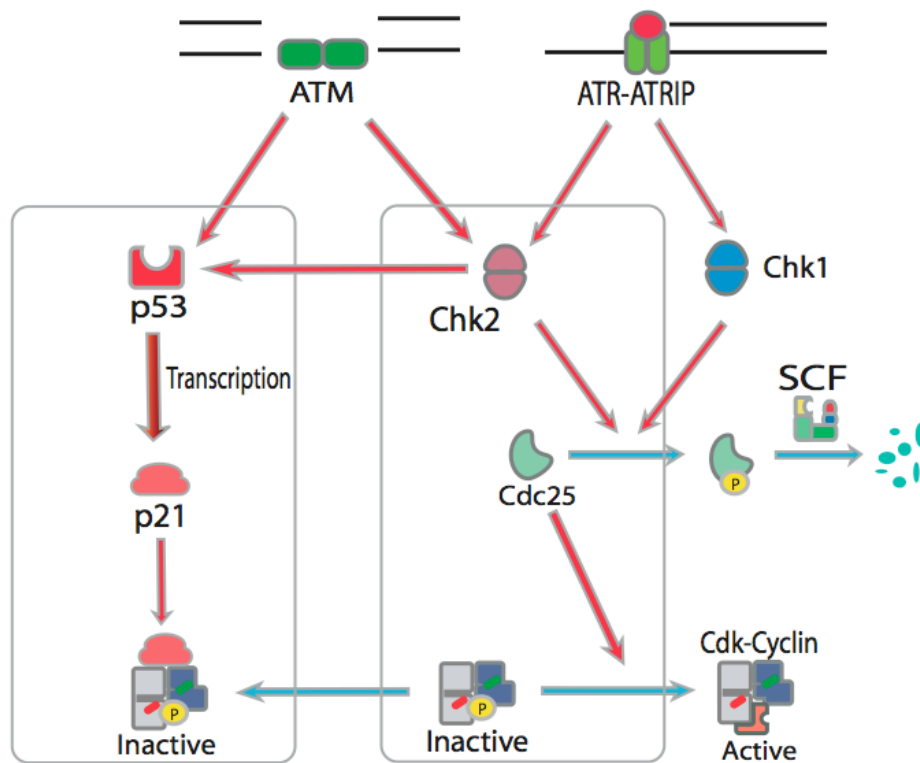 ATM
ATR-ATRIP
p53
Chk2
Chk1
Transcription
SCF
Cdc25
P
p21
Cdk-Cyclin
P
P
Inactive
Inactive
Active